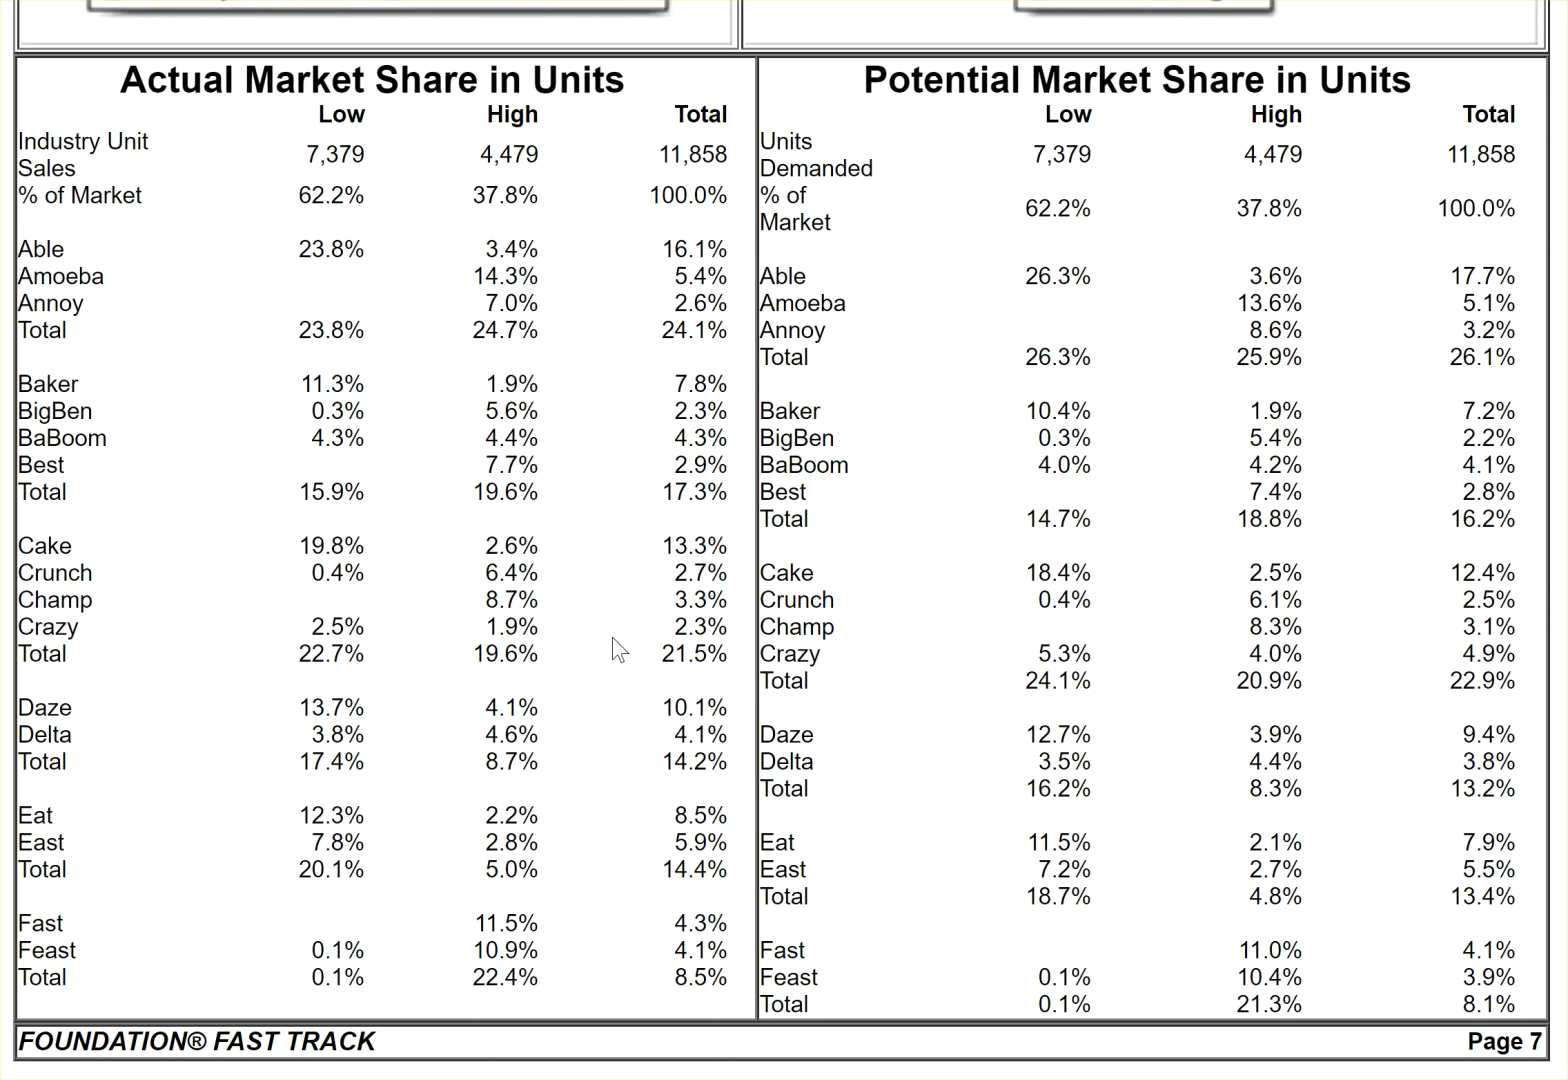 Actual Market Share in Units
Low High Total
Industry Unit
Sales 7,379 4,479 11,858
% of Market 62.2% 37.8% 100.0%
Able 23.8% 3.4% 16.1%
Amoeba 14.3% 5.4%
Annoy 7.0% 2.6%
Total 23.8% 24.7% 24.1%
Baker 11.3% 1.9% 7.8%
BigBen 0.3% 5.6% 2.3%
BaBoom 4.3% 4.4% 4.3%
Best 7.7% 2.9%
Total 15.9% 19.6% 17.3%
Cake 19.8% 2.6% 13.3%
Crunch 0.4% 6.4% 2.7%
Champ 8.7% 3.3%
Crazy 2.5% 1.9% 2.3%
Total 22.7% 19.6% 21.5%
Daze 13.7% 4.1% 10.1%
Delta 3.8% 4.6% 4.1%
Total 17.4% 8.7% 14.2%
Eat 12.3% 2.2% 8.5%
East 7.8% 2.8% 5.9%
Total 20.1% 5.0% 14.4%
Fast 11.5% 4.3%
Feast 0.1% 10.9% 4.1%
Total 0.1% 22.4% 8.5%
Potential Market Share in Units
Low High Total
Units
Demanded 7,379 4,479 11,858
% of
Market 62.2% 37.8% 100.0%
Able 26.3% 3.6% 17.7%
Amoeba 13.6% 5.1%
Annoy 8.6% 3.2%
Total 26.3% 25.9% 26.1%
Baker 10.4% 1.9% 7.2%
BigBen 0.3% 5.4% 2.2%
BaBoom 4.0% 4.2% 4.1%
Best 7.4% 2.8%
Total 14.7% 18.8% 16.2%
Cake 18.4% 2.5% 12.4%
Crunch 0.4% 6.1% 2.5%
Champ 8.3% 3.1%
Crazy 5.3% 4.0% 4.9%
Total 24.1% 20.9% 22.9%
Daze 12.7% 3.9% 9.4%
Delta 3.5% 4.4% 3.8%
Total 16.2% 8.3% 13.2%
Eat 11.5% 2.1% 7.9%
East 7.2% 2.7% 5.5%
Total 18.7% 4.8% 13.4%
Fast 11.0% 4.1%
Feast 0.1% 10.4% 3.9%
Total 0.1% 21.3% 8.1%
FOUNDATION® FAST TRACK Page 7